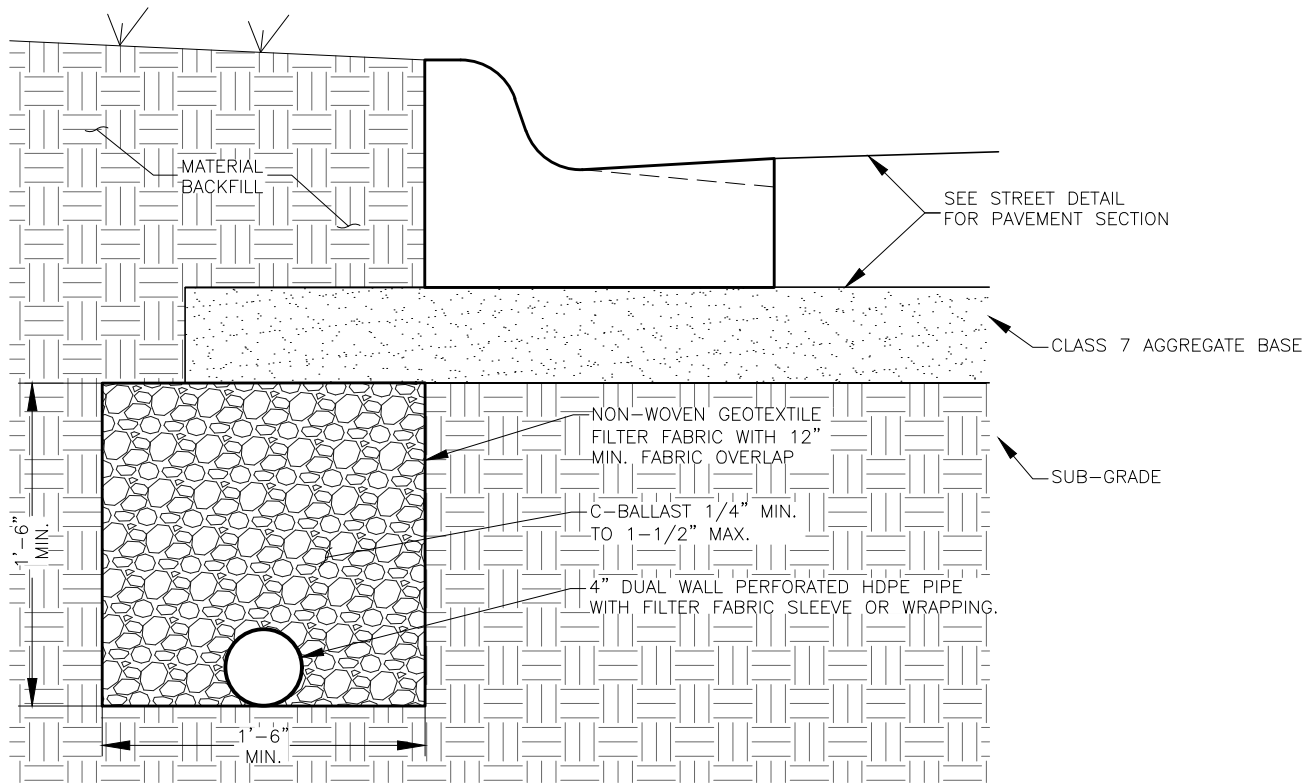 MATERIAL
BACKFILL
SEE STREET DETAIL
FOR PAVEMENT SECTION
CLASS 7 AGGREGATE BASE
NON-WOVEN GEOTEXTILE
FILTER FABRIC WITH 12"
MIN. FABRIC OVERLAP
SUB-GRADE
C-BALLAST 1/4" MIN.
TO 1-1/2" MAX.
1'-6"
MIN.
4" DUAL WALL PERFORATED HDPE PIPE
WITH FILTER FABRIC SLEEVE OR WRAPPING.
1'-6"
MIN.